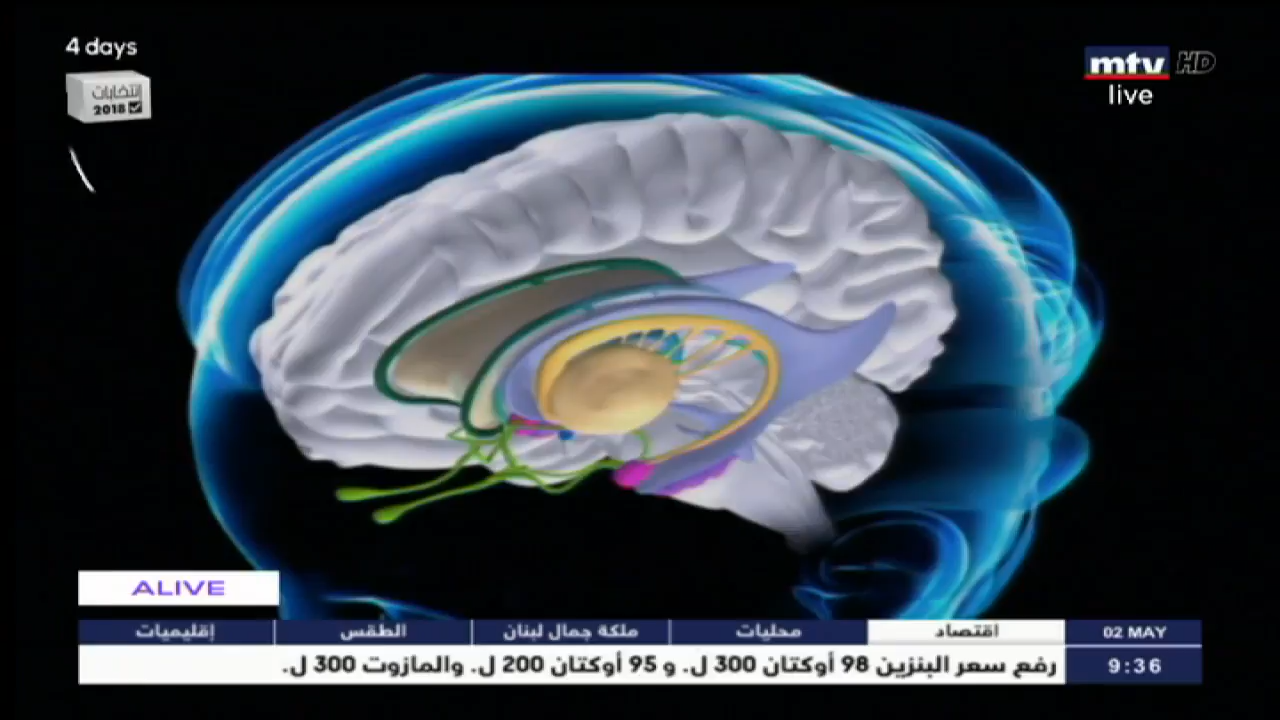 4 days
إنتخابات
2018
mtv HD
live
ALIVE
إقليميات
الطقس
ملكة جمال لبنان
محليات
اقتصاد
02 MAY
رفع سعر البنزين 98 أوكتان 300 ل. و 95 أوكتان 200 ل. والمازوت 300 ل.
9:36